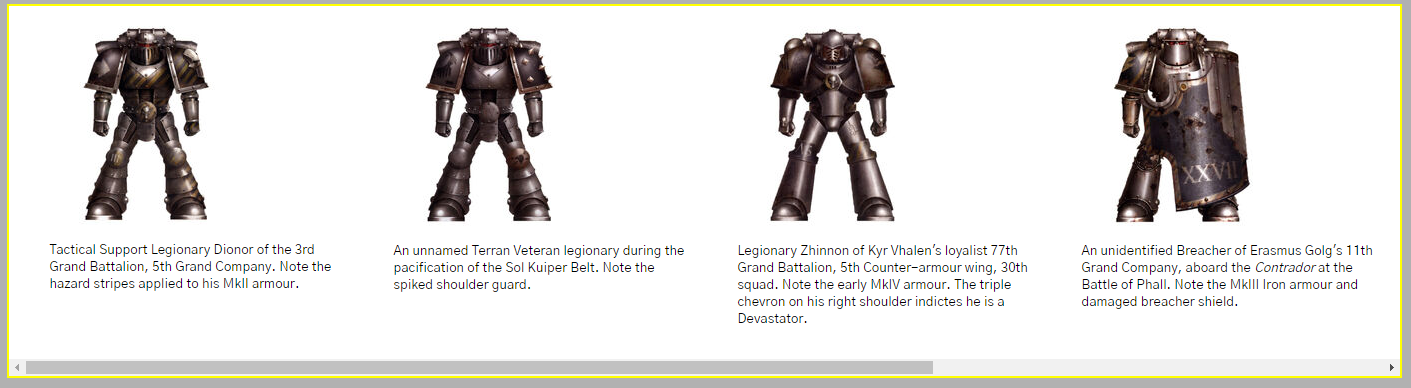 Tactical Support Legionary Dionor of the 3rd
Grand Battalion, 5th Grand Company. Note the
hazard stripes applied to his MkII armour.
An unnamed Terran Veteran legionary during the
pacification of the Sol Kuiper Belt. Note the
spiked shoulder guard.
Legionary Zhinnon of Kyr Vhalen's loyalist 77th
Grand Battalion, 5th Counter-armour wing, 30th
squad. Note the early MkIV armour. The triple
chevron on his right shoulder indictes he is a
Devastator.
XXVII
An unidentified Breacher of Erasmus Golg's 11th
Grand Company, aboard the Contrador at the
Battle of Phall. Note the MkIII Iron armour and
damaged breacher shield.